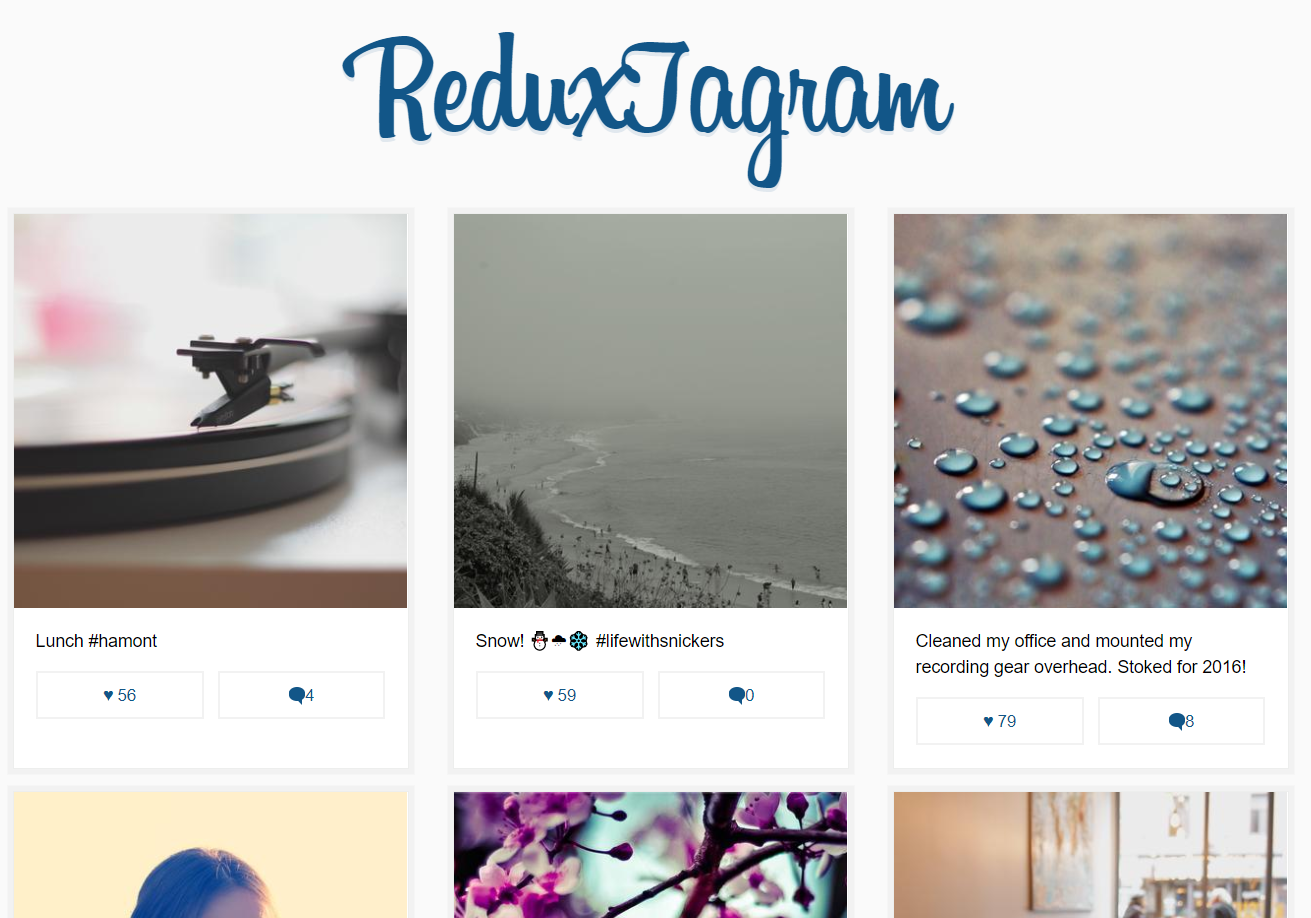 ReduxTagram
Lunch #hamont
♥ 56
4
Snow! ⛄️🌨❄️ #lifewithsnickers
♥ 59
0
Cleaned my office and mounted my
recording gear overhead. Stoked for 2016!
♥ 79
8